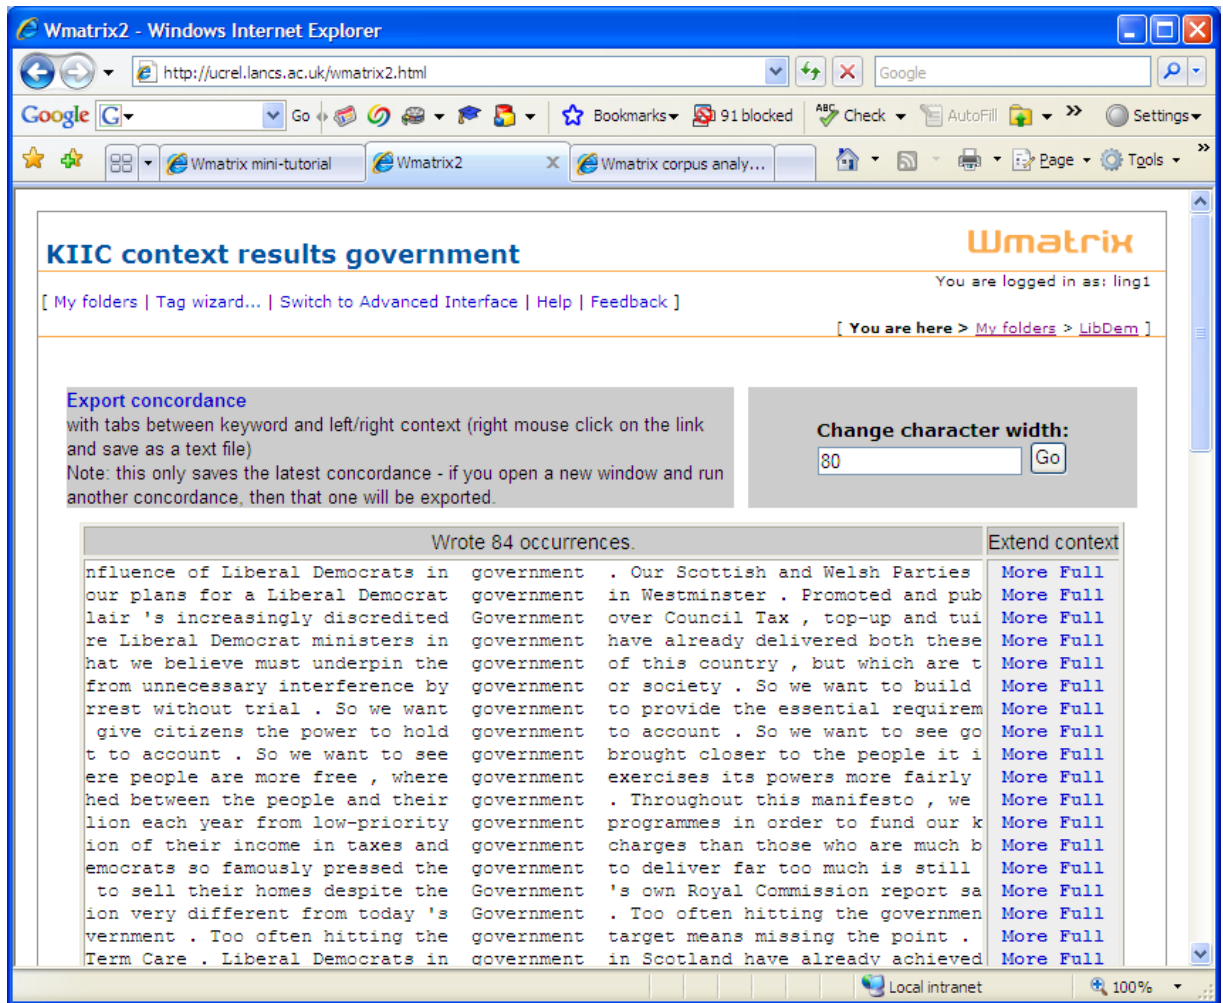 Wmatrix2 - Windows Internet Explorer
http://ucrel.lancs.ac.uk/wmatrix2.html Google
Google G Go Bookmarks 91 blocked ABC Check AutoFill » Settings
Wmatrix mini-tutorial Wmatrix2 X Wmatrix corpus analy... Page Tools »
Wmatrix
KIIC context results government
You are logged in as: ling1
[ My folders | Tag wizard... | Switch to Advanced Interface | Help | Feedback ]
[ You are here > My folders > LibDem ]
Export concordance
with tabs between keyword and left/right context (right mouse click on the link
and save as a text file)
Note: this only saves the latest concordance - if you open a new window and run
another concordance, then that one will be exported.
Change character width:
80 Go
Wrote 84 occurrences. Extend context
nfluence of Liberal Democrats in government . Our Scottish and Welsh Parties More Full
our plans for a Liberal Democrat government in Westminster . Promoted and pub More Full
lair 's increasingly discredited Government over Council Tax , top-up and tui More Full
re Liberal Democrat ministers in government have already delivered both these More Full
hat we believe must underpin the government of this country , but which are t More Full
from unnecessary interference by government or society . So we want to build More Full
rrest without trial . So we want government to provide the essential requirem More Full
give citizens the power to hold government to account . So we want to see go More Full
t to account . So we want to see government brought closer to the people it i More Full
ere people are more free , where government exercises its powers more fairly More Full
hed between the people and their government . Throughout this manifesto , we More Full
lion each year from low-priority government programmes in order to fund our k More Full
ion of their income in taxes and government charges than those who are much b More Full
emocrats so famously pressed the government to deliver far too much is still More Full
to sell their homes despite the Government 's own Royal Commission report sa More Full
ion very different from today 's Government . Too often hitting the governmen More Full
vernment . Too often hitting the government target means missing the point . More Full
Term Care . Liberal Democrats in government in Scotland have already achieved More Full
Local intranet 100%